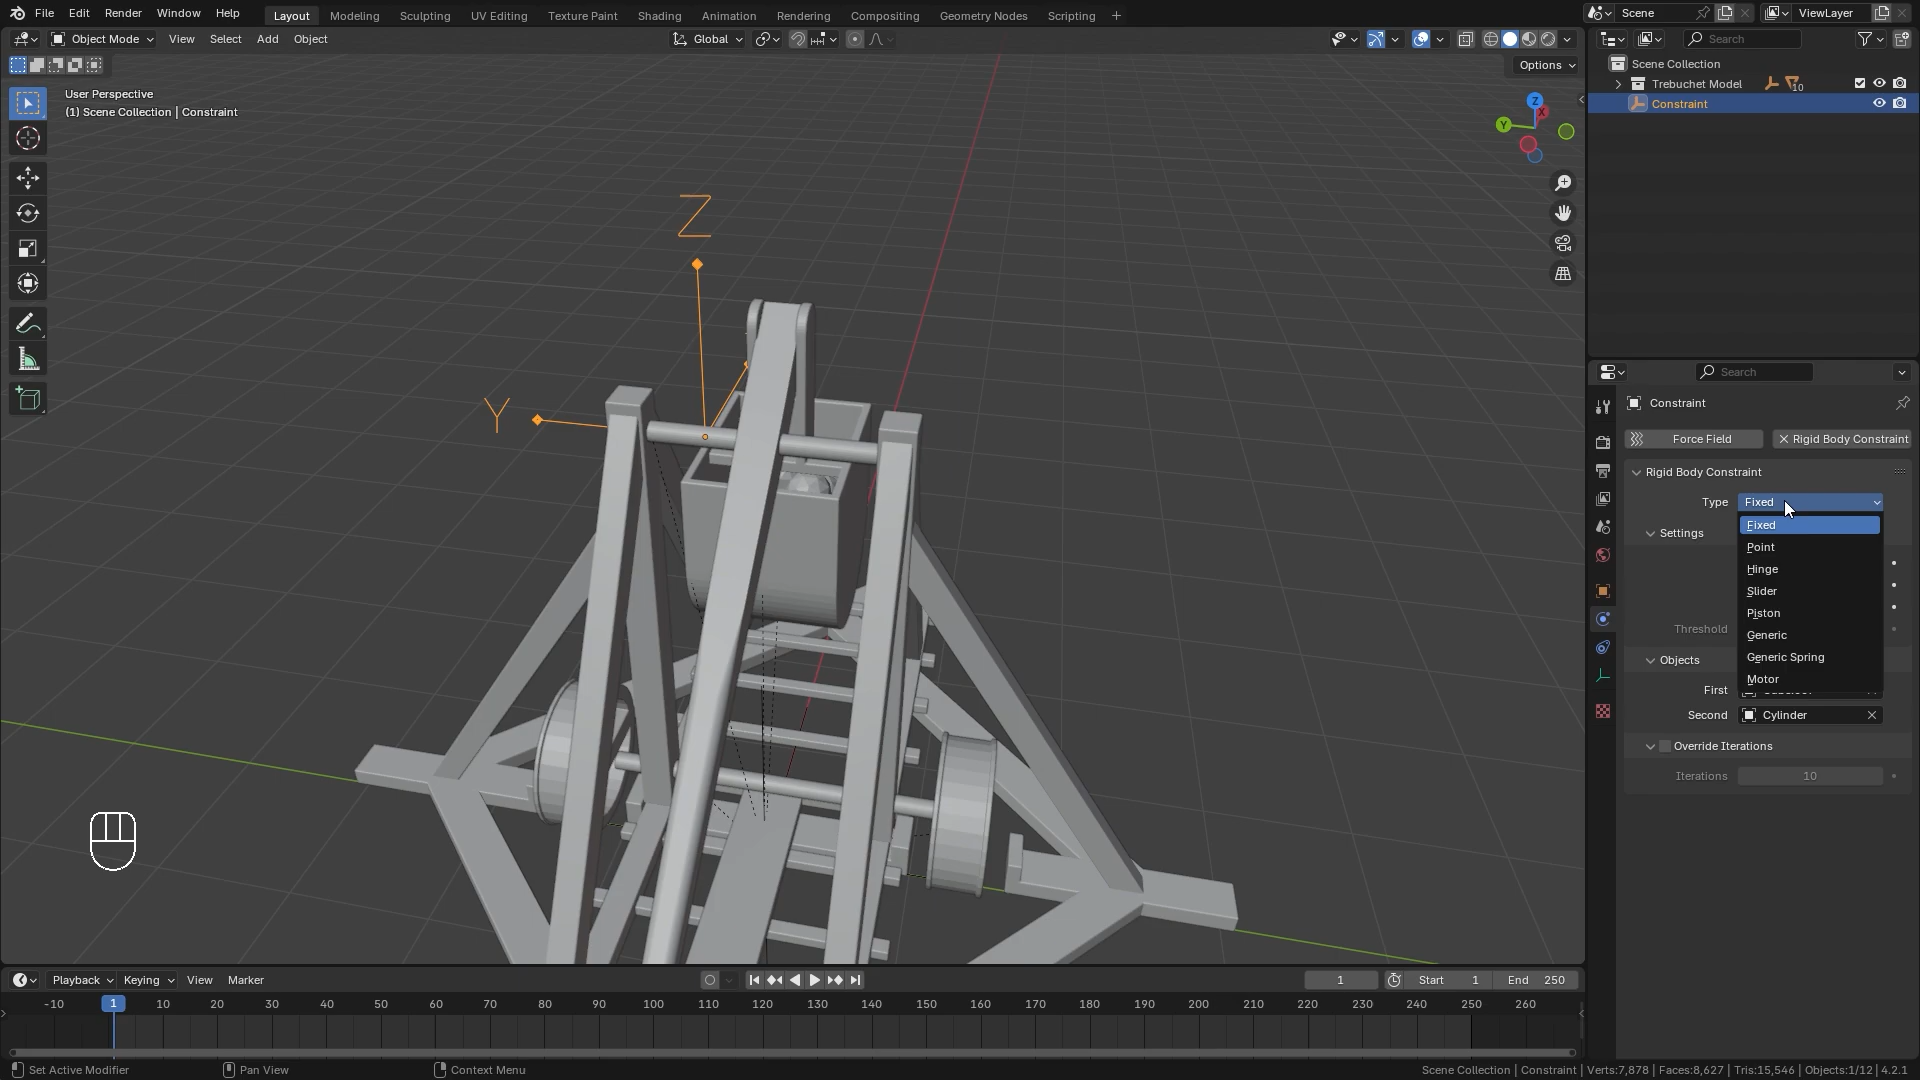 File Edit Render Window Help
Layout Modeling Sculpting UV Editing Texture Paint Shading Animation Rendering Compositing Geometry Nodes Scripting +
Scene ViewLayer
Object Mode View Select Add Object
Global
Search
Options
User Perspective
(1) Scene Collection | Constraint
Scene Collection
Trebuchet Model 10
Constraint
Z
X
Y
Z
Y
Search
Constraint
Force Field Rigid Body Constraint
Rigid Body Constraint
Type Fixed
Fixed
Point
Hinge
Slider
Piston
Generic
Generic Spring
Motor
Settings
Threshold
Objects
First
Second Cylinder
Override Iterations
Iterations 10
Playback Keying View Marker
1 Start 1 End 250
-10 1 10 20 30 40 50 60 70 80 90 100 110 120 130 140 150 160 170 180 190 200 210 220 230 240 250 260
Set Active Modifier Pan View Context Menu
Scene Collection | Constraint | Verts:7,878 | Faces:8,627 | Tris:15,546 | Objects:1/12 | 4.2.1